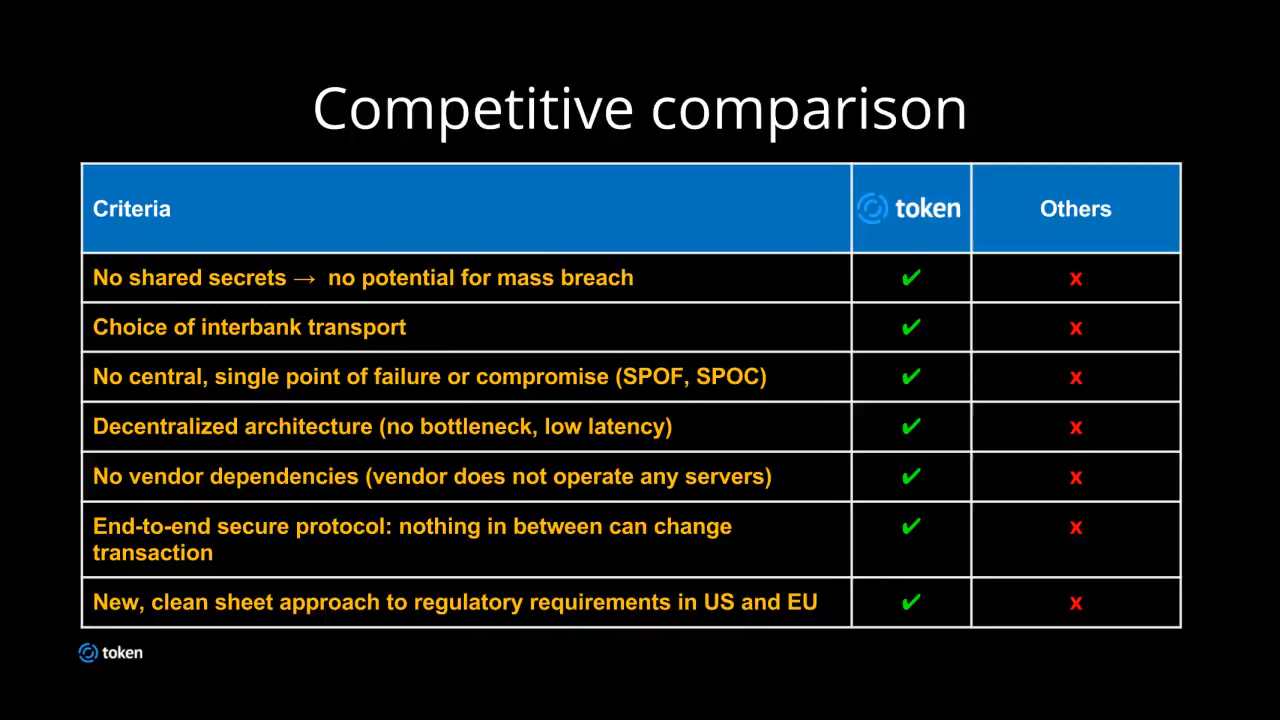 Competitive comparison
Criteria token Others
No shared secrets → no potential for mass breach ✔ x
Choice of interbank transport ✔ x
No central, single point of failure or compromise (SPOF, SPOC) ✔ x
Decentralized architecture (no bottleneck, low latency) ✔ x
No vendor dependencies (vendor does not operate any servers) ✔ x
End-to-end secure protocol: nothing in between can change ✔ x
transaction
New, clean sheet approach to regulatory requirements in US and EU ✔ x
token